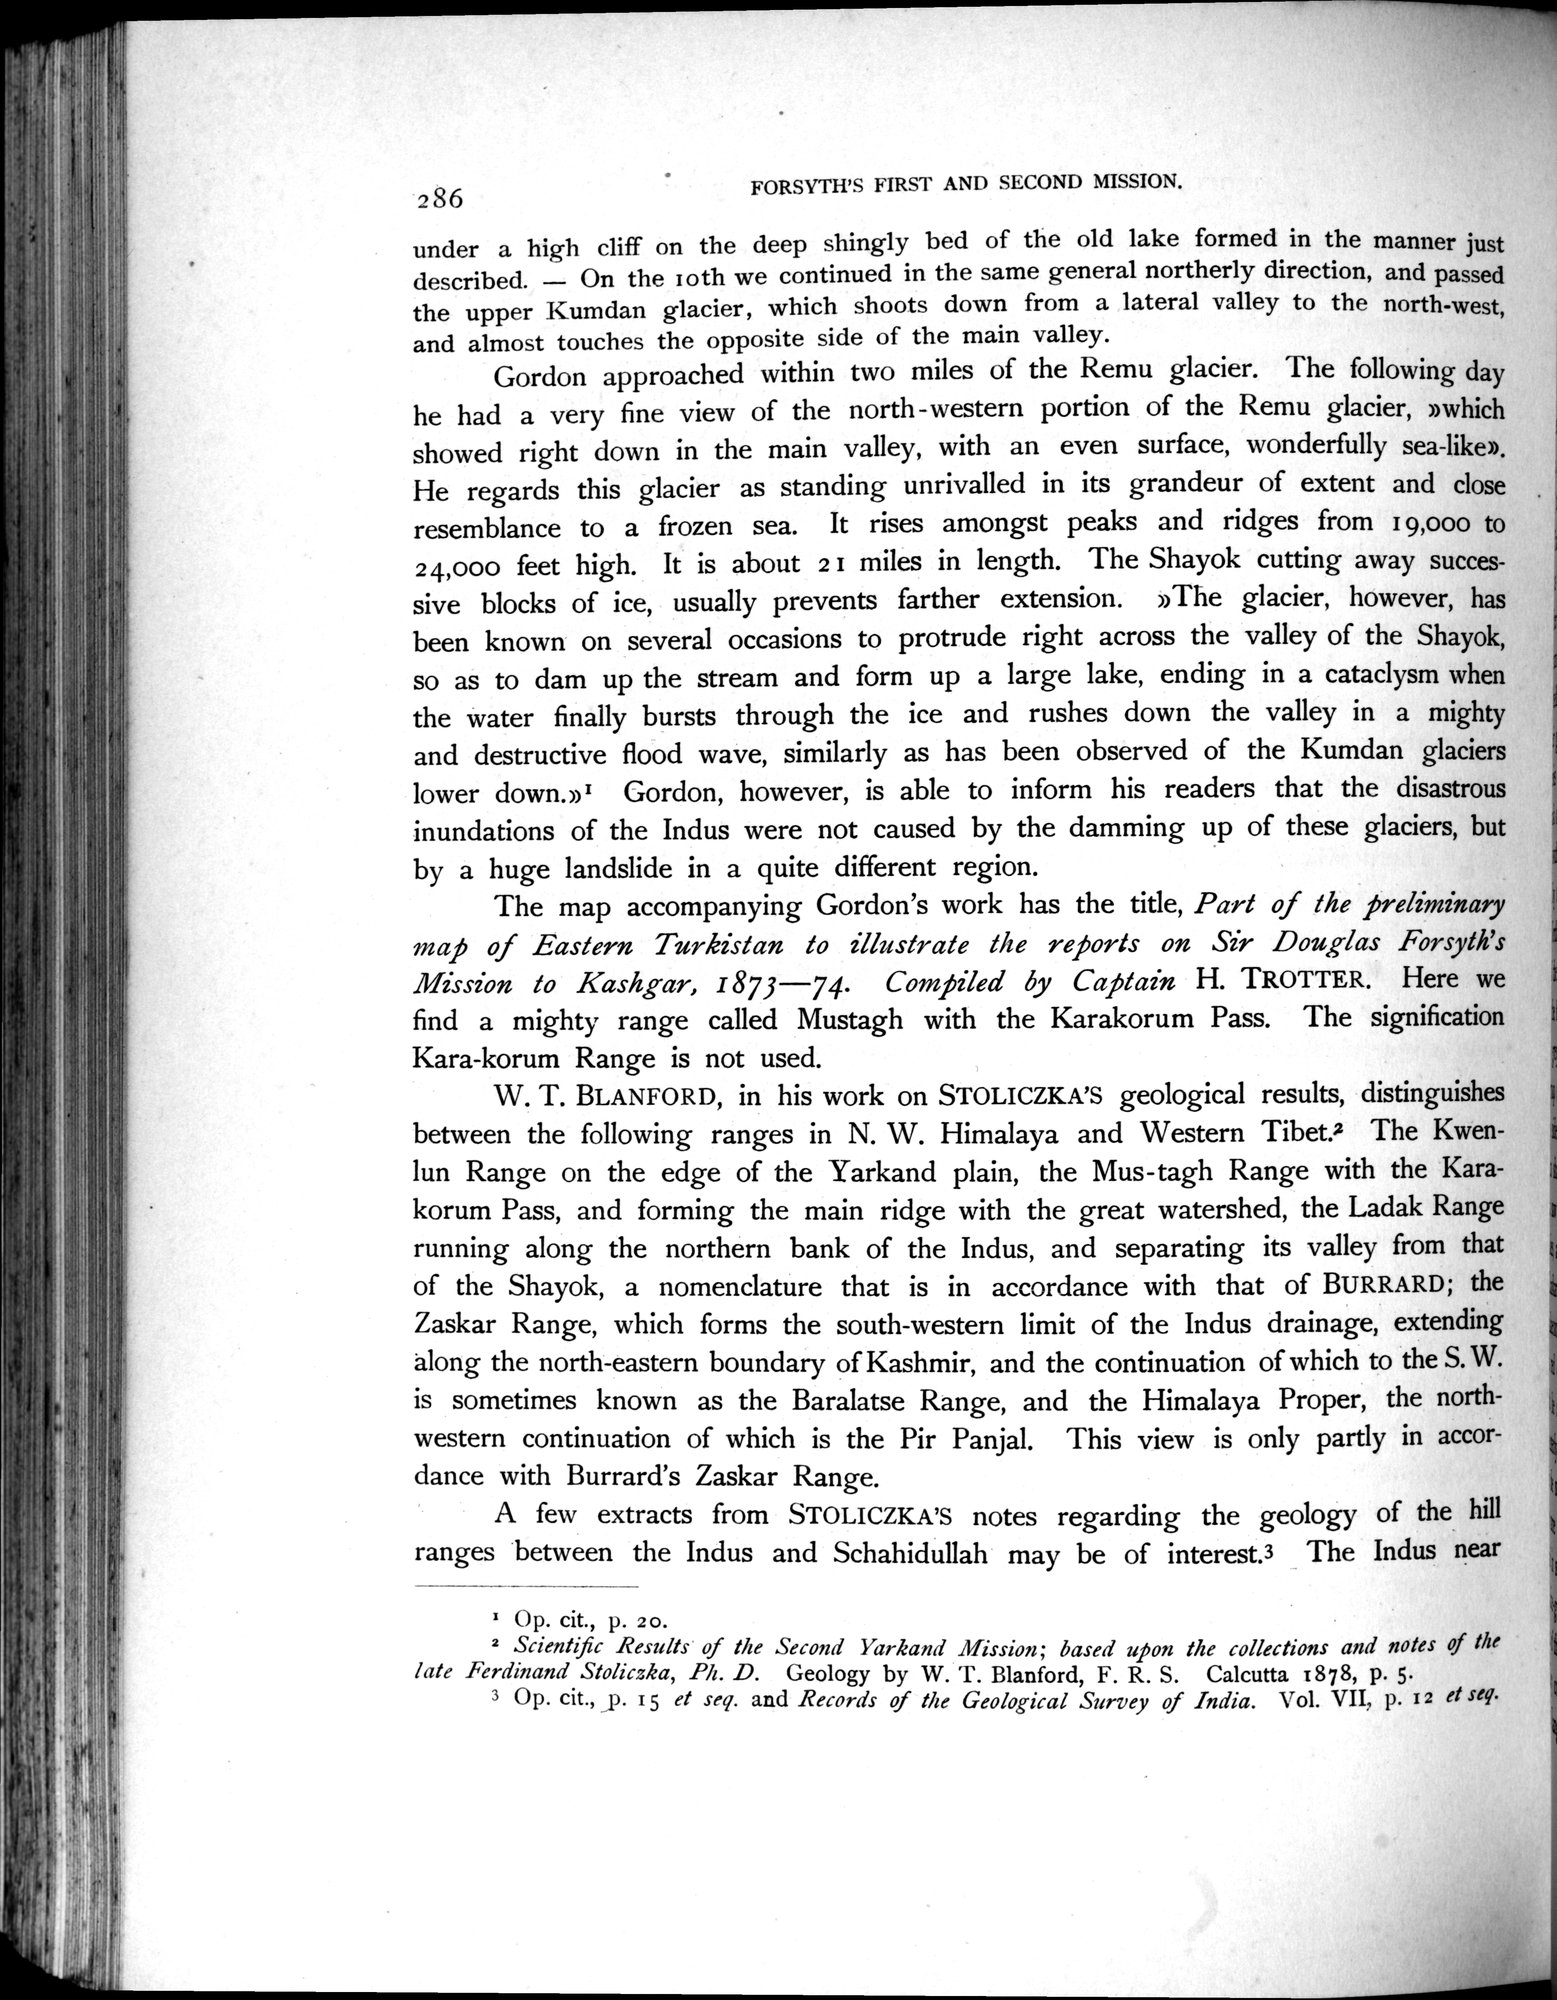 286
FORSYTH'S FIRST AND SECOND MISSION.
under a high cliff on the deep shingly bed of the old lake formed in the manner just
described. — On the 10th we continued in the same general northerly direction, and passed
the upper Kumdan glacier, which shoots down from a lateral valley to the north-west,
and almost touches the opposite side of the main valley.
Gordon approached within two miles of the Remu glacier. The following day
he had a very fine view of the north-western portion of the Remu glacier, »which
showed right down in the main valley, with an even surface, wonderfully sea-like».
He regards this glacier as standing unrivalled in its grandeur of extent and close
resemblance to a frozen sea. It rises amongst peaks and ridges from 19,000 to
24,000 feet high. It is about 21 miles in length. The Shayok cutting away succes-
sive blocks of ice, usually prevents farther extension. »The glacier, however, has
been known on several occasions to protrude right across the valley of the Shayok,
so as to dam up the stream and form up a large lake, ending in a cataclysm when
the water finally bursts through the ice and rushes down the valley in a mighty
and destructive flood wave, similarly as has been observed of the Kumdan glaciers
lower down.»¹ Gordon, however, is able to inform his readers that the disastrous
inundations of the Indus were not caused by the damming up of these glaciers, but
by a huge landslide in a quite different region.
The map accompanying Gordon's work has the title, Part of the preliminary
map of Eastern Turkistan to illustrate the reports on Sir Douglas Forsyth's
Mission to Kashgar, 1873—74. Compiled by Captain H. TROTTER. Here we
find a mighty range called Mustagh with the Karakorum Pass. The signification
Kara-korum Range is not used.
W. T. BLANFORD, in his work on STOLICZKA'S geological results, distinguishes
between the following ranges in N. W. Himalaya and Western Tibet.² The Kwen-
lun Range on the edge of the Yarkand plain, the Mus-tagh Range with the Kara-
korum Pass, and forming the main ridge with the great watershed, the Ladak Range
running along the northern bank of the Indus, and separating its valley from that
of the Shayok, a nomenclature that is in accordance with that of BURRARD; the
Zaskar Range, which forms the south-western limit of the Indus drainage, extending
along the north-eastern boundary of Kashmir, and the continuation of which to the S. W.
is sometimes known as the Baralatse Range, and the Himalaya Proper, the north-
western continuation of which is the Pir Panjal. This view is only partly in accor-
dance with Burrard's Zaskar Range.
A few extracts from STOLICZKA'S notes regarding the geology of the hill
ranges between the Indus and Schahidullah may be of interest.³ The Indus near
¹ Op. cit., p. 20.
² Scientific Results of the Second Yarkand Mission; based upon the collections and notes of the
late Ferdinand Stoliczka, Ph. D. Geology by W. T. Blanford, F. R. S. Calcutta 1878, p. 5.
³ Op. cit., p. 15 et seq. and Records of the Geological Survey of India. Vol. VII, p. 12 et seq.